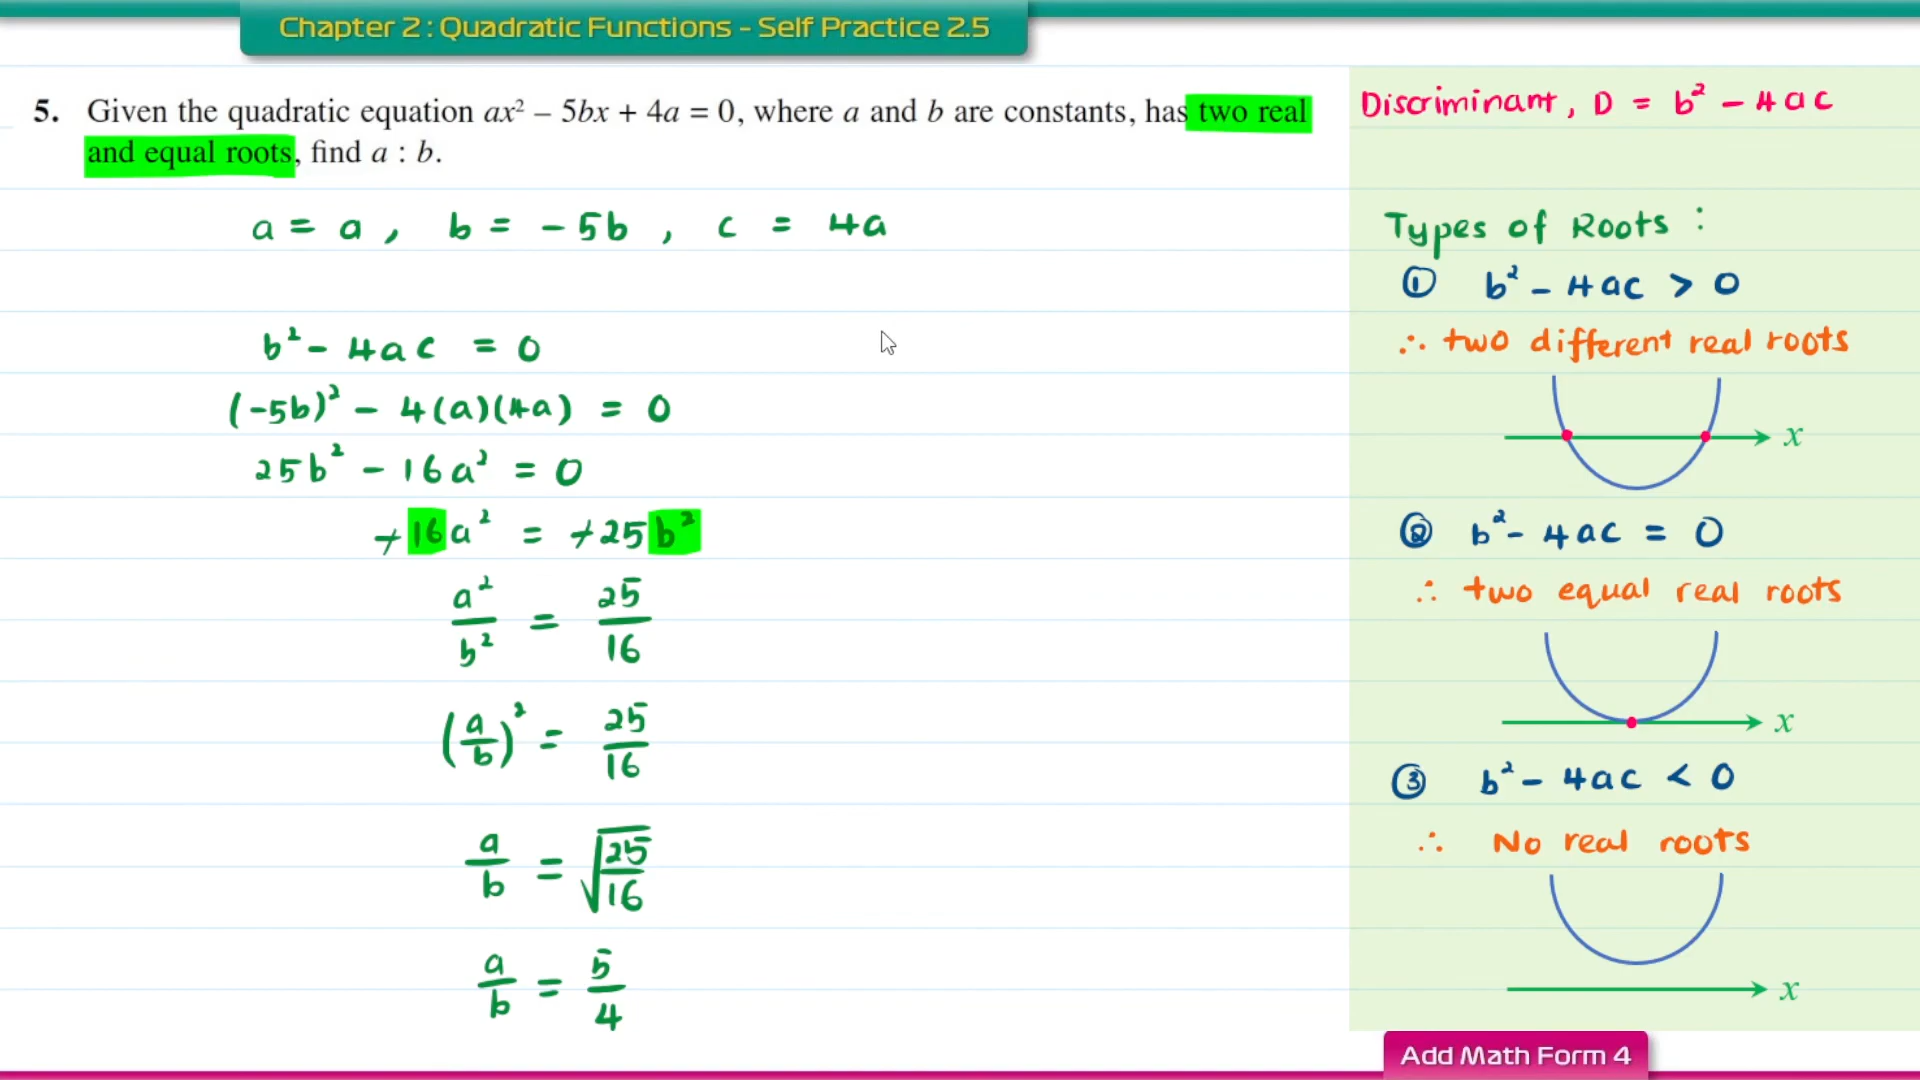 Chapter 2 : Quadratic Functions - Self Practice 2.5
5. Given the quadratic equation ax² – 5bx + 4a = 0, where a and b are constants, has two real
and equal roots, find a : b.
a = a , b = - 5b , c = 4a
b² - 4ac = 0
(-5b)² - 4(a)(4a) = 0
25b² - 16a² = 0
+16a² = +25b²
a²/b² = 25/16
(a/b)² = 25/16
a/b = √(25/16)
a/b = 5/4
Discriminant, D = b² - 4ac
Types of Roots :
① b² - 4ac > 0
∴ two different real roots
x
② b² - 4ac = 0
∴ two equal real roots
x
③ b² - 4ac < 0
∴ No real roots
x
Add Math Form 4